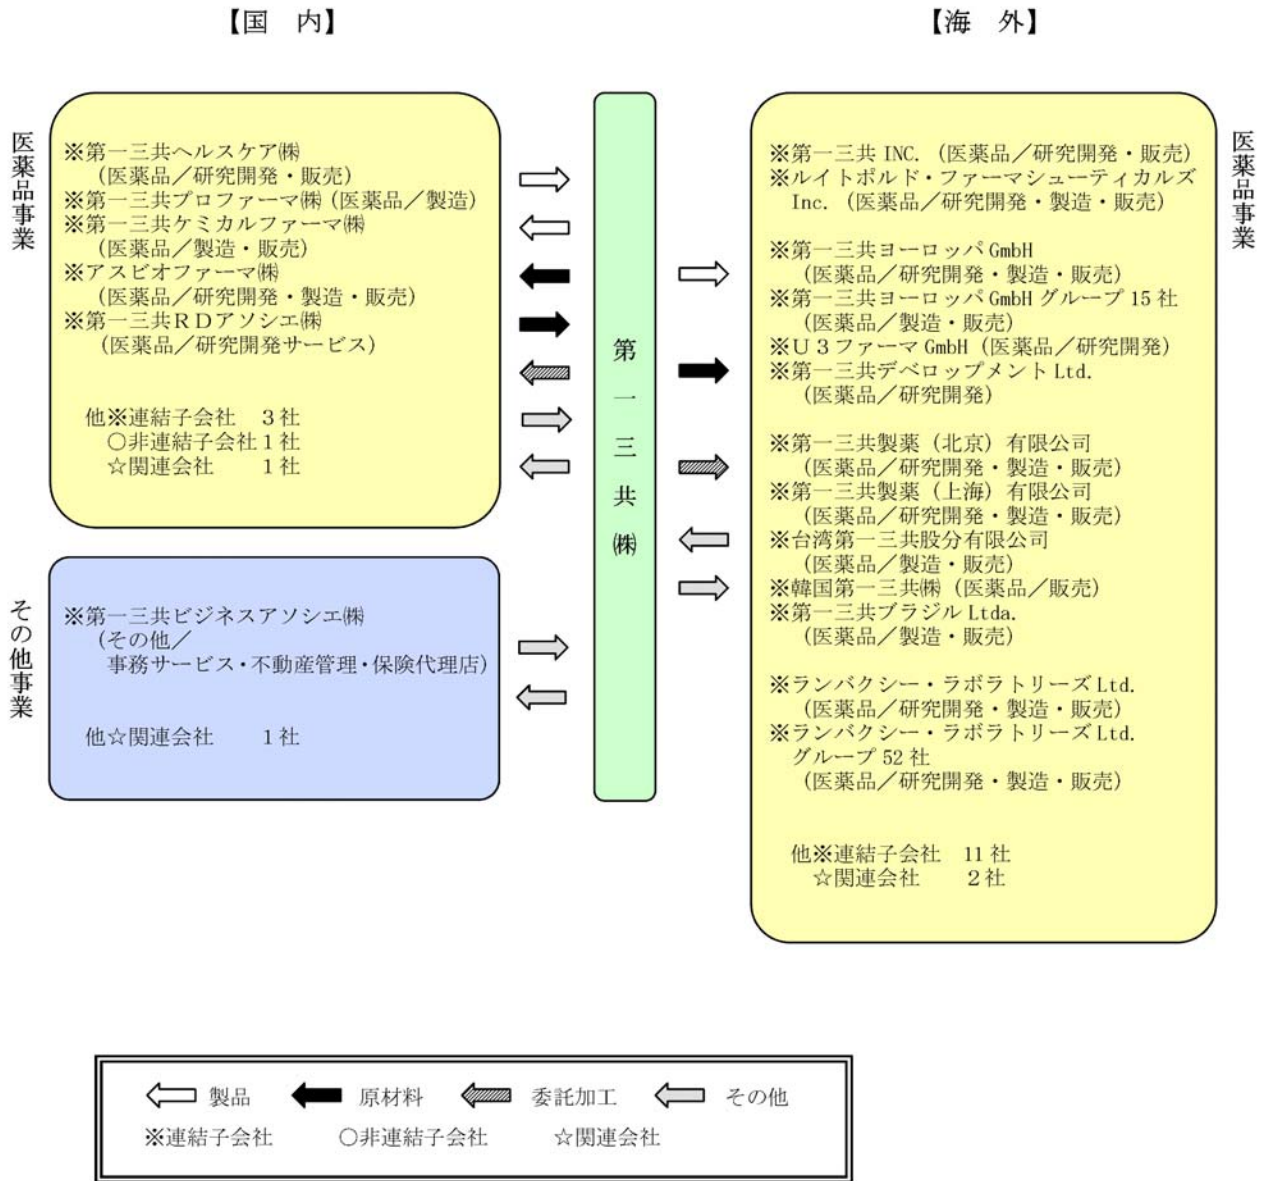 【国　内】
【海　外】
医薬品事業
※第一三共ヘルスケア㈱
（医薬品／研究開発・販売）
※第一三共プロファーマ㈱（医薬品／製造）
※第一三共ケミカルファーマ㈱
（医薬品／製造・販売）
※アスビオファーマ㈱
（医薬品／研究開発・製造・販売）
※第一三共ＲＤアソシエ㈱
（医薬品／研究開発サービス）
他※連結子会社　３社
○非連結子会社１社
☆関連会社　１社
その他事業
※第一三共ビジネスアソシエ㈱
（その他／
事務サービス・不動産管理・保険代理店）
他☆関連会社　１社
第一三共㈱
医薬品事業
※第一三共 INC.（医薬品／研究開発・販売）
※ルイトポルド・ファーマシューティカルズ
Inc.（医薬品／研究開発・製造・販売）
※第一三共ヨーロッパ GmbH
（医薬品／研究開発・製造・販売）
※第一三共ヨーロッパ GmbH グループ 15 社
（医薬品／製造・販売）
※Ｕ３ファーマ GmbH（医薬品／研究開発）
※第一三共デベロップメント Ltd.
（医薬品／研究開発）
※第一三共製薬（北京）有限公司
（医薬品／研究開発・製造・販売）
※第一三共製薬（上海）有限公司
（医薬品／研究開発・製造・販売）
※台湾第一三共股分有限公司
（医薬品／製造・販売）
※韓国第一三共㈱（医薬品／販売）
※第一三共ブラジル Ltda.
（医薬品／製造・販売）
※ランバクシー・ラボラトリーズ Ltd.
（医薬品／研究開発・製造・販売）
※ランバクシー・ラボラトリーズ Ltd.
グループ 52 社
（医薬品／研究開発・製造・販売）
他※連結子会社　11 社
☆関連会社　２社
製品　原材料　委託加工　その他
※連結子会社　○非連結子会社　☆関連会社